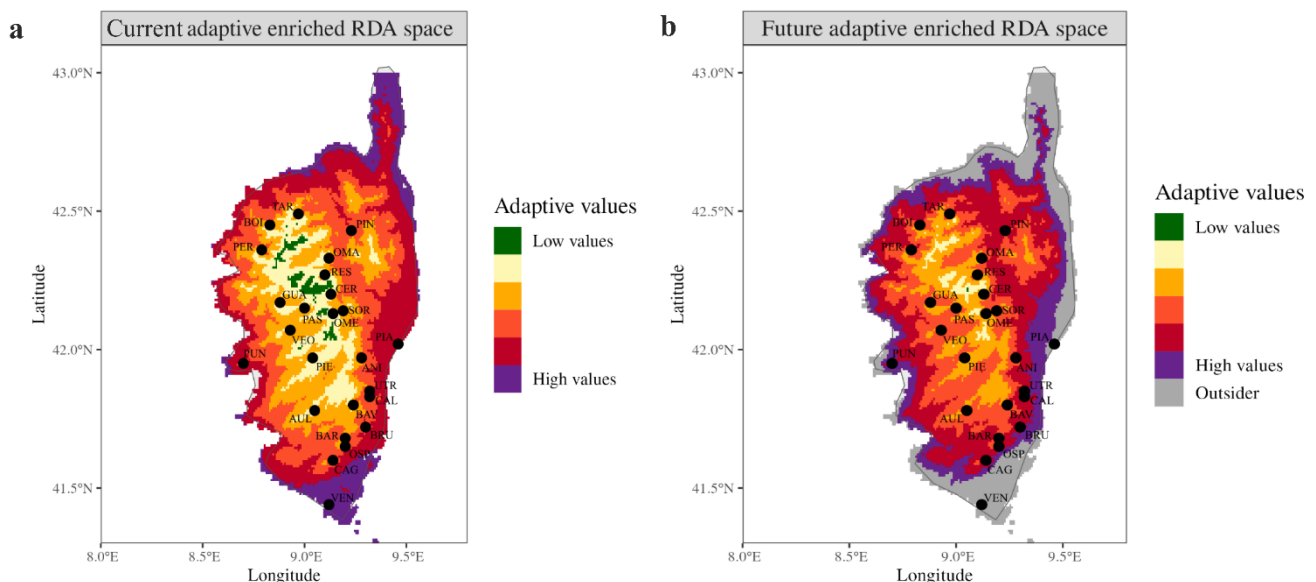 a
Current adaptive enriched RDA space
43.0°N
42.5°N
42.0°N
41.5°N
Latitude
TAR
BOI
PIN
PER
OMA
RES
CER
GUA
SOR
PAS
OME
VEO
PIA
PUN
PIE
ANI
UTR
CAL
AUL
BAV
BAR
BRU
OSP
CAG
VEN
8.0°E
8.5°E
9.0°E
9.5°E
Longitude
Adaptive values
Low values
High values
b
Future adaptive enriched RDA space
43.0°N
42.5°N
42.0°N
41.5°N
Latitude
TAR
BOI
PIN
PER
OMA
RES
CER
GUA
SOR
PAS
OME
VEO
PIA
PUN
PIE
ANI
UTR
CAL
AUL
BAV
BAR
BRU
OSP
CAG
VEN
8.0°E
8.5°E
9.0°E
9.5°E
Longitude
Adaptive values
Low values
High values
Outsider